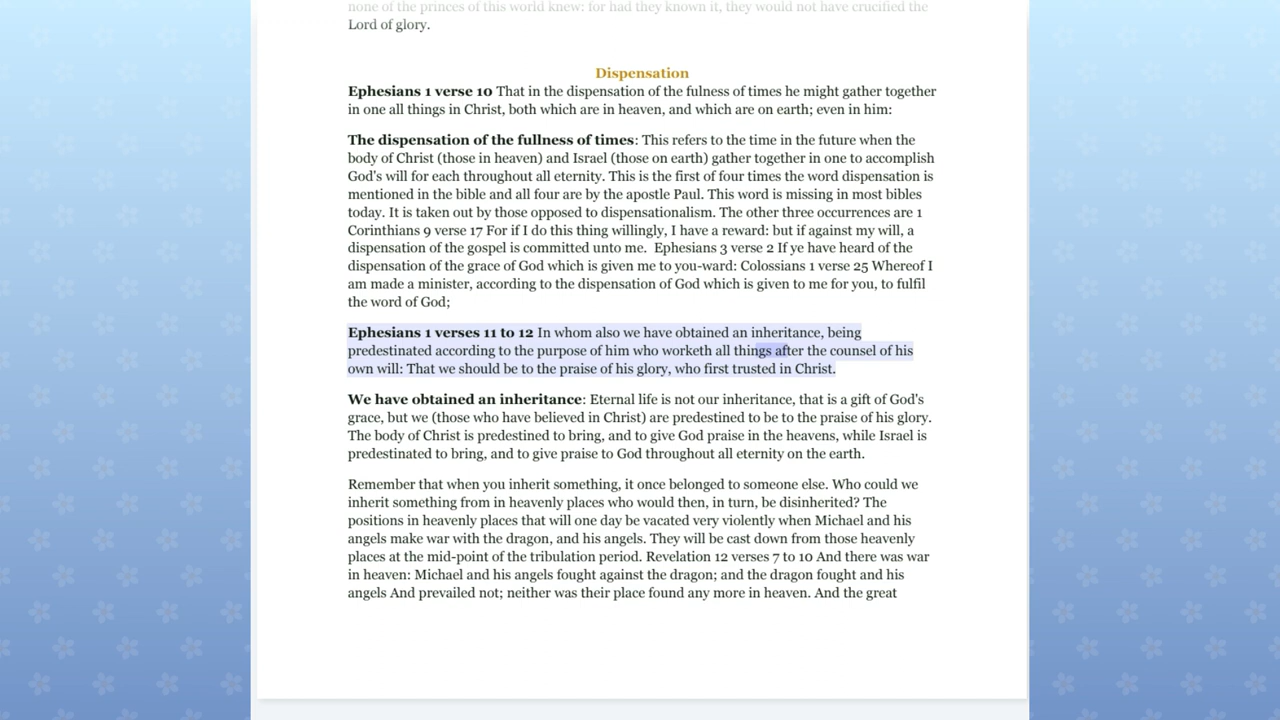 none of the princes of this world knew: for had they known it, they would not have crucified the
Lord of glory.
Dispensation
Ephesians 1 verse 10 That in the dispensation of the fulness of times he might gather together
in one all things in Christ, both which are in heaven, and which are on earth; even in him:
The dispensation of the fullness of times: This refers to the time in the future when the
body of Christ (those in heaven) and Israel (those on earth) gather together in one to accomplish
God's will for each throughout all eternity. This is the first of four times the word dispensation is
mentioned in the bible and all four are by the apostle Paul. This word is missing in most bibles
today. It is taken out by those opposed to dispensationalism. The other three occurrences are 1
Corinthians 9 verse 17 For if I do this thing willingly, I have a reward: but if against my will, a
dispensation of the gospel is committed unto me.  Ephesians 3 verse 2 If ye have heard of the
dispensation of the grace of God which is given me to you-ward: Colossians 1 verse 25 Whereof I
am made a minister, according to the dispensation of God which is given to me for you, to fulfil
the word of God;
Ephesians 1 verses 11 to 12 In whom also we have obtained an inheritance, being
predestinated according to the purpose of him who worketh all things after the counsel of his
own will: That we should be to the praise of his glory, who first trusted in Christ.
We have obtained an inheritance: Eternal life is not our inheritance, that is a gift of God's
grace, but we (those who have believed in Christ) are predestined to be to the praise of his glory.
The body of Christ is predestined to bring, and to give God praise in the heavens, while Israel is
predestinated to bring, and to give praise to God throughout all eternity on the earth.
Remember that when you inherit something, it once belonged to someone else. Who could we
inherit something from in heavenly places who would then, in turn, be disinherited? The
positions in heavenly places that will one day be vacated very violently when Michael and his
angels make war with the dragon, and his angels. They will be cast down from those heavenly
places at the mid-point of the tribulation period. Revelation 12 verses 7 to 10 And there was war
in heaven: Michael and his angels fought against the dragon; and the dragon fought and his
angels And prevailed not; neither was their place found any more in heaven. And the great